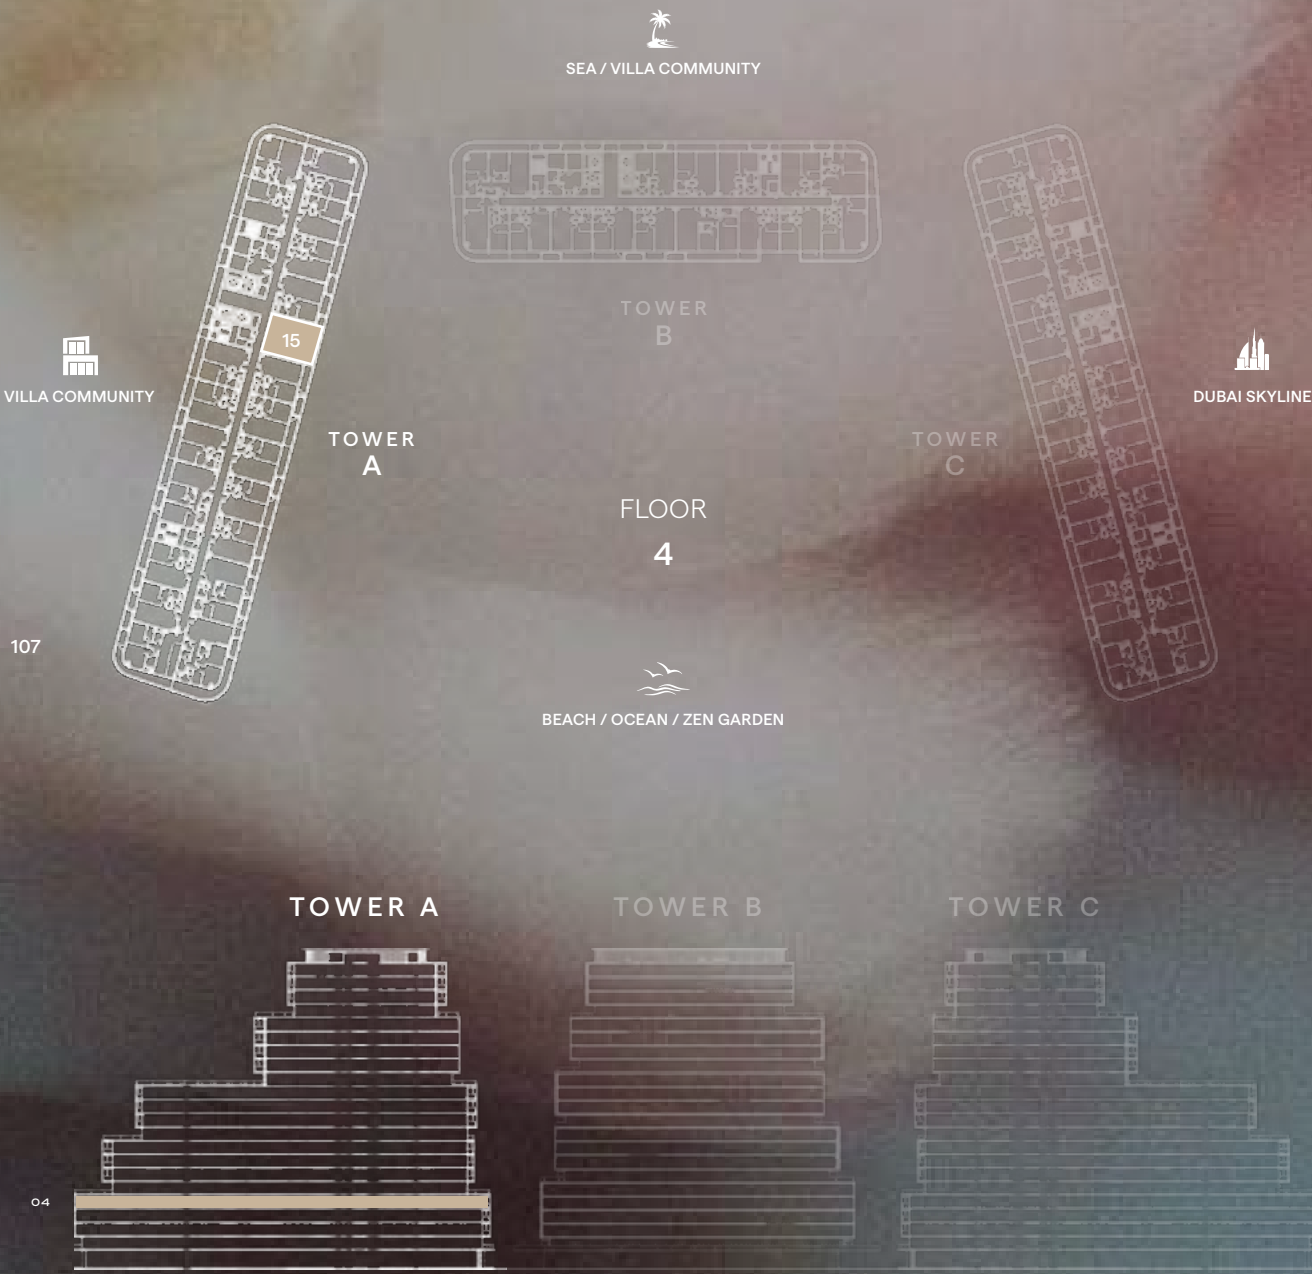 SEA / VILLA COMMUNITY
15
TOWER
B
VILLA COMMUNITY
DUBAI SKYLINE
TOWER
A
TOWER
C
FLOOR
4
107
BEACH / OCEAN / ZEN GARDEN
TOWER A
TOWER B
TOWER C
04